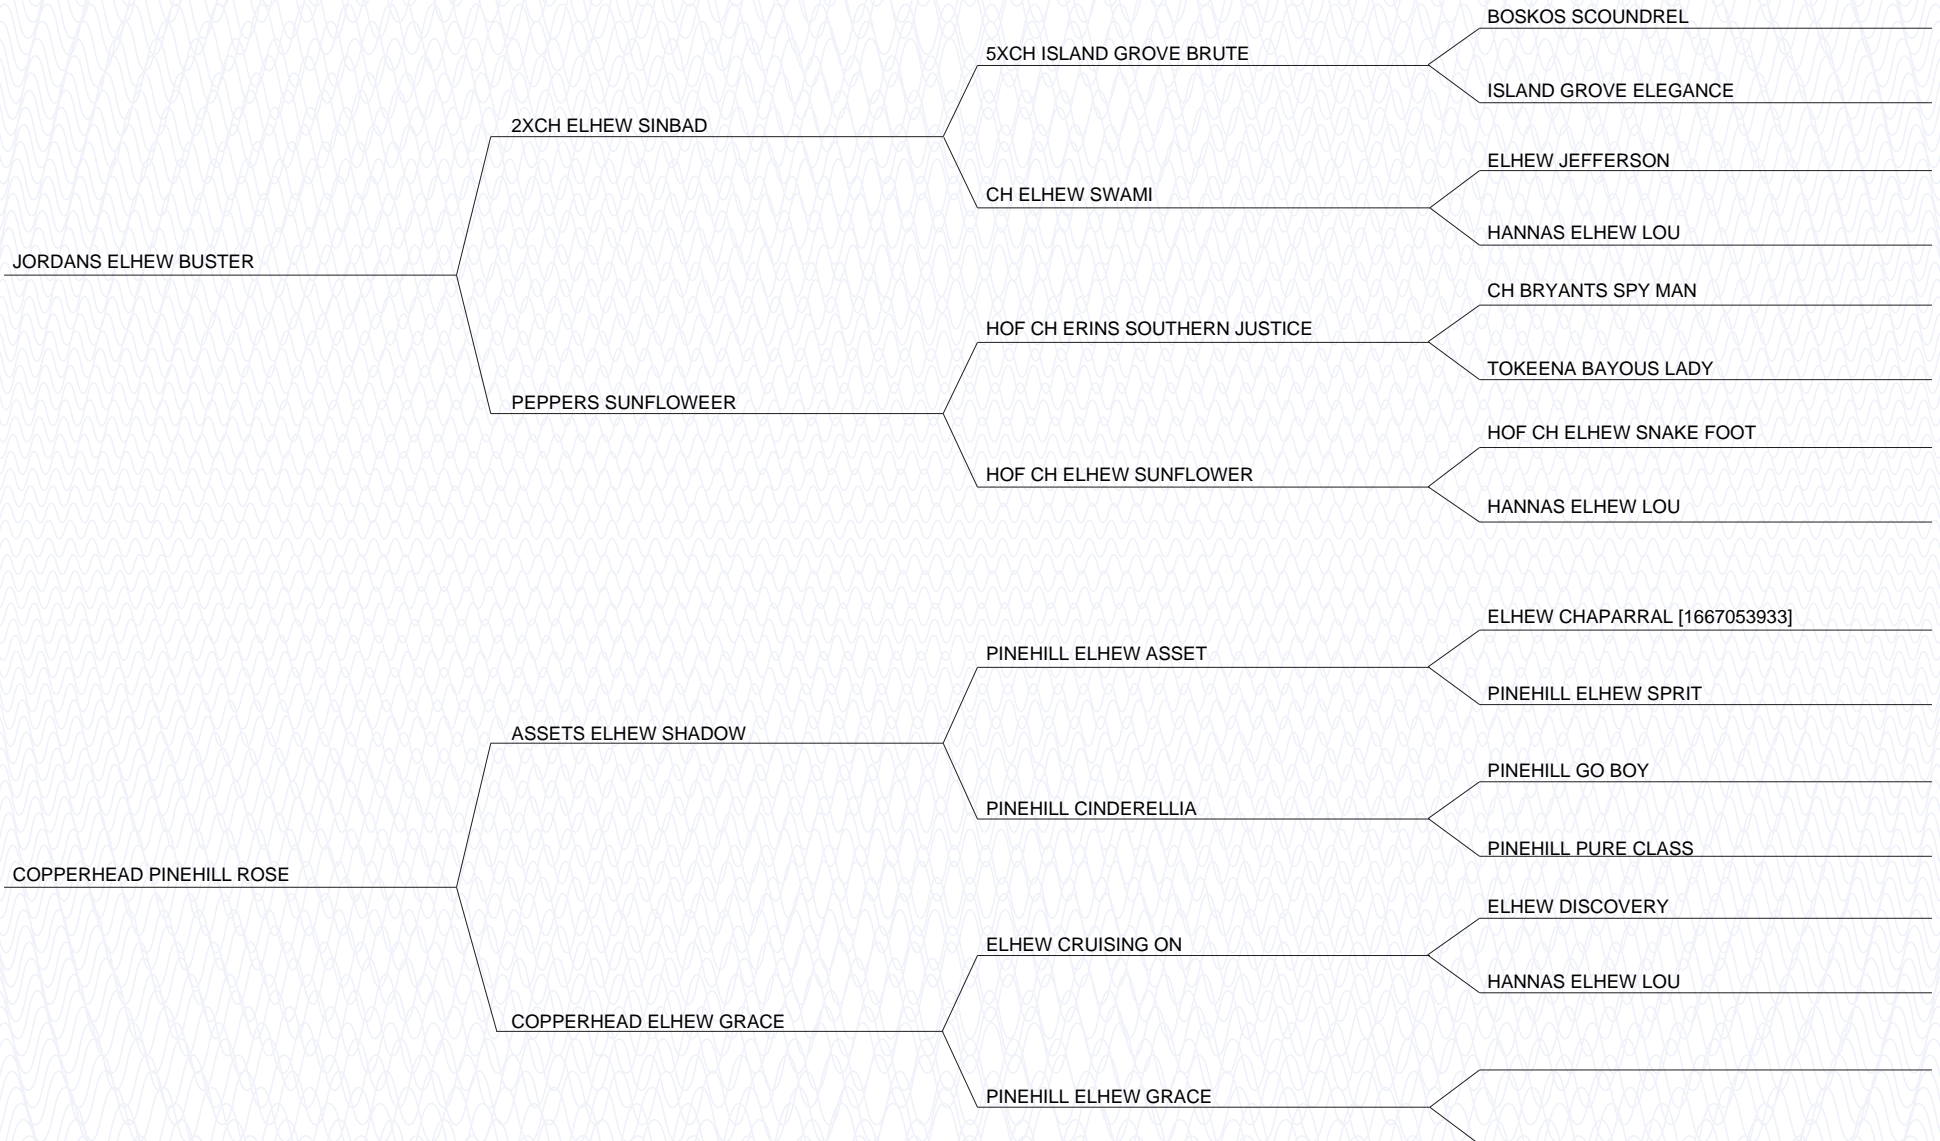 BOSKOS SCOUNDREL
5XCH ISLAND GROVE BRUTE
ISLAND GROVE ELEGANCE
2XCH ELHEW SINBAD
ELHEW JEFFERSON
CH ELHEW SWAMI
HANNAS ELHEW LOU
JORDANS ELHEW BUSTER
CH BRYANTS SPY MAN
HOF CH ERINS SOUTHERN JUSTICE
TOKEENA BAYOUS LADY
PEPPERS SUNFLOWEER
HOF CH ELHEW SNAKE FOOT
HOF CH ELHEW SUNFLOWER
HANNAS ELHEW LOU
ELHEW CHAPARRAL [1667053933]
PINEHILL ELHEW ASSET
PINEHILL ELHEW SPRIT
ASSETS ELHEW SHADOW
PINEHILL GO BOY
PINEHILL CINDERELLIA
PINEHILL PURE CLASS
COPPERHEAD PINEHILL ROSE
ELHEW DISCOVERY
ELHEW CRUISING ON
HANNAS ELHEW LOU
COPPERHEAD ELHEW GRACE
PINEHILL ELHEW GRACE